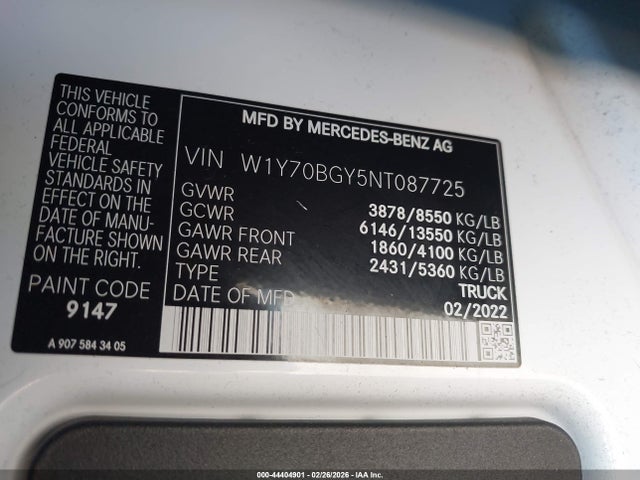 THIS VEHICLE
CONFORMS TO
ALL APPLICABLE
FEDERAL
VEHICLE SAFETY
STANDARDS IN
EFFECT ON THE
DATE OF MANU-
FACTURE SHOWN
ON THE RIGHT.
PAINT CODE
9147
A 907 584 34 05
MFD BY MERCEDES-BENZ AG
VIN W1Y70BGY5NT087725
GVWR 3878/8550 KG/LB
GCWR 6146/13550 KG/LB
GAWR FRONT 1860/4100 KG/LB
GAWR REAR 2431/5360 KG/LB
TYPE TRUCK
DATE OF MFD 02/2022
000-44404901 | 02/26/2026 | IAA Inc.